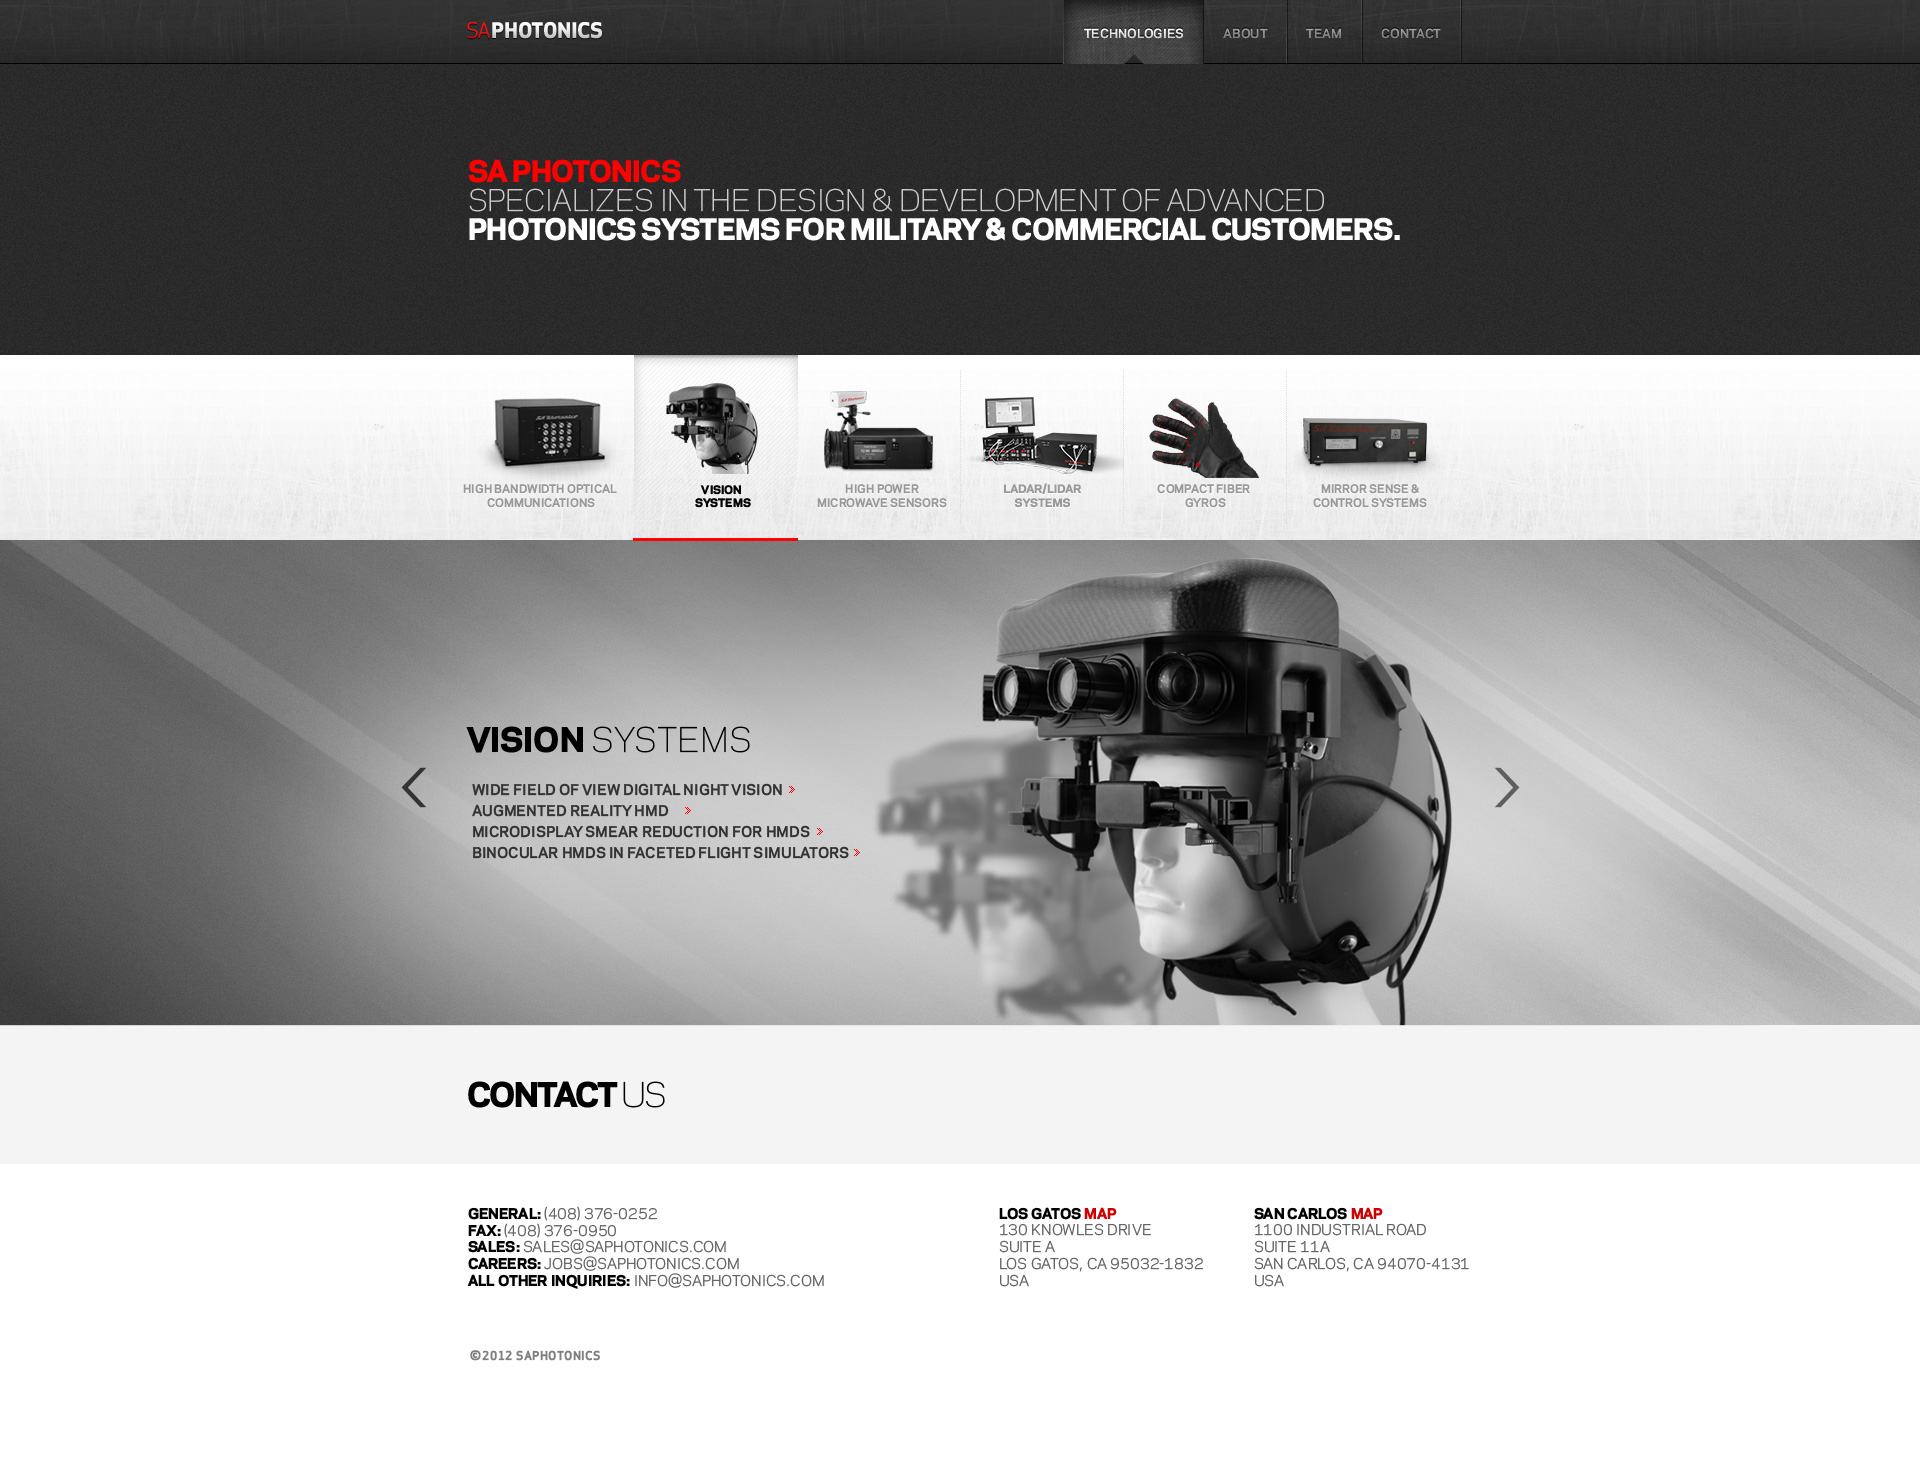 SAPHOTONICS
TECHNOLOGIES
ABOUT
TEAM
CONTACT
SA PHOTONICS
SPECIALIZES IN THE DESIGN & DEVELOPMENT OF ADVANCED
PHOTONICS SYSTEMS FOR MILITARY & COMMERCIAL CUSTOMERS.
SA Photonics
HIGH BANDWIDTH OPTICAL
COMMUNICATIONS
VISION
SYSTEMS
HIGH POWER
MICROWAVE SENSORS
LADAR/LIDAR
SYSTEMS
COMPACT FIBER
GYROS
MIRROR SENSE &
CONTROL SYSTEMS
VISION SYSTEMS
WIDE FIELD OF VIEW DIGITAL NIGHT VISION »
AUGMENTED REALITY HMD »
MICRODISPLAY SMEAR REDUCTION FOR HMDS »
BINOCULAR HMDS IN FACETED FLIGHT SIMULATORS »
CONTACT US
GENERAL: (408) 376-0252
FAX: (408) 376-0950
SALES: SALES@SAPHOTONICS.COM
CAREERS: JOBS@SAPHOTONICS.COM
ALL OTHER INQUIRIES: INFO@SAPHOTONICS.COM
LOS GATOS MAP
130 KNOWLES DRIVE
SUITE A
LOS GATOS, CA 95032-1832
USA
SAN CARLOS MAP
1100 INDUSTRIAL ROAD
SUITE 11A
SAN CARLOS, CA 94070-4131
USA
©2012 SAPHOTONICS